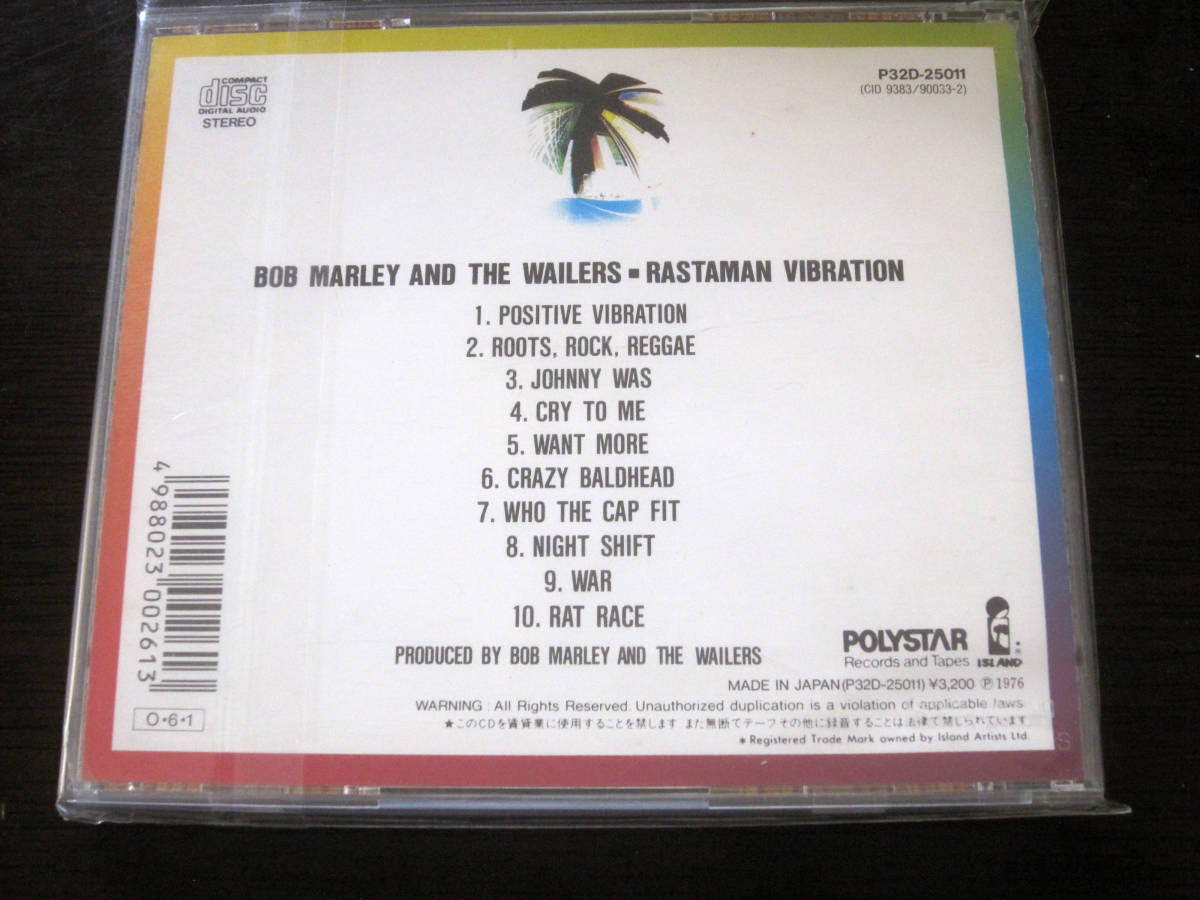 COMPACT
disc
DIGITAL AUDIO
STEREO
P32D-25011
(CID 9383/90033-2)
BOB MARLEY AND THE WAILERS ▪ RASTAMAN VIBRATION
1. POSITIVE VIBRATION
2. ROOTS, ROCK, REGGAE
3. JOHNNY WAS
4. CRY TO ME
5. WANT MORE
6. CRAZY BALDHEAD
7. WHO THE CAP FIT
8. NIGHT SHIFT
9. WAR
10. RAT RACE
PRODUCED BY BOB MARLEY AND THE WAILERS
POLYSTAR
Records and Tapes
ISLAND
MADE IN JAPAN(P32D-25011) ¥3,200 Ⓟ 1976
WARNING : All Rights Reserved. Unauthorized duplication is a violation of applicable laws.
★このCDを賃貸業に使用することを禁じます また無断でテープその他に録音することは法律で禁じられています
* Registered Trade Mark owned by Island Artists Ltd.
4 988023 002613
O·6·1